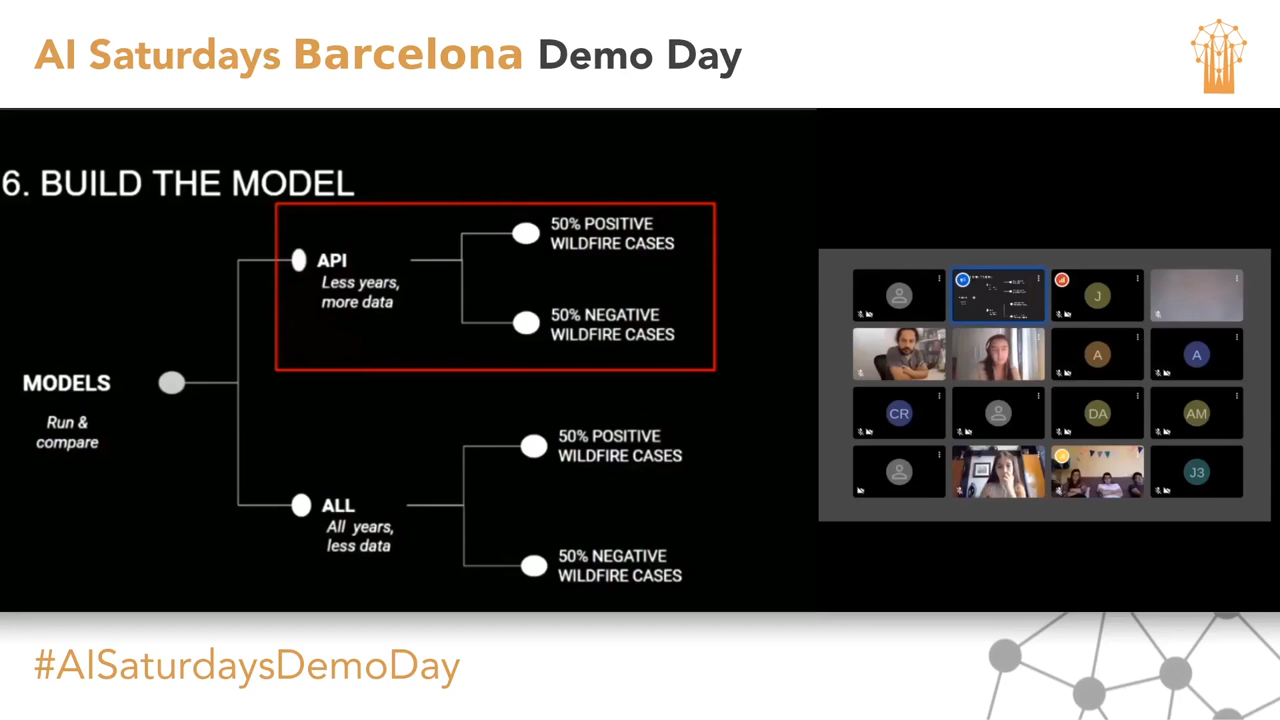 AI Saturdays Barcelona Demo Day
6. BUILD THE MODEL
MODELS
Run &
compare
API
Less years,
more data
50% POSITIVE
WILDFIRE CASES
50% NEGATIVE
WILDFIRE CASES
ALL
All years,
less data
50% POSITIVE
WILDFIRE CASES
50% NEGATIVE
WILDFIRE CASES
J
A
A
CR
DA
AM
J3
#AISaturdaysDemoDay